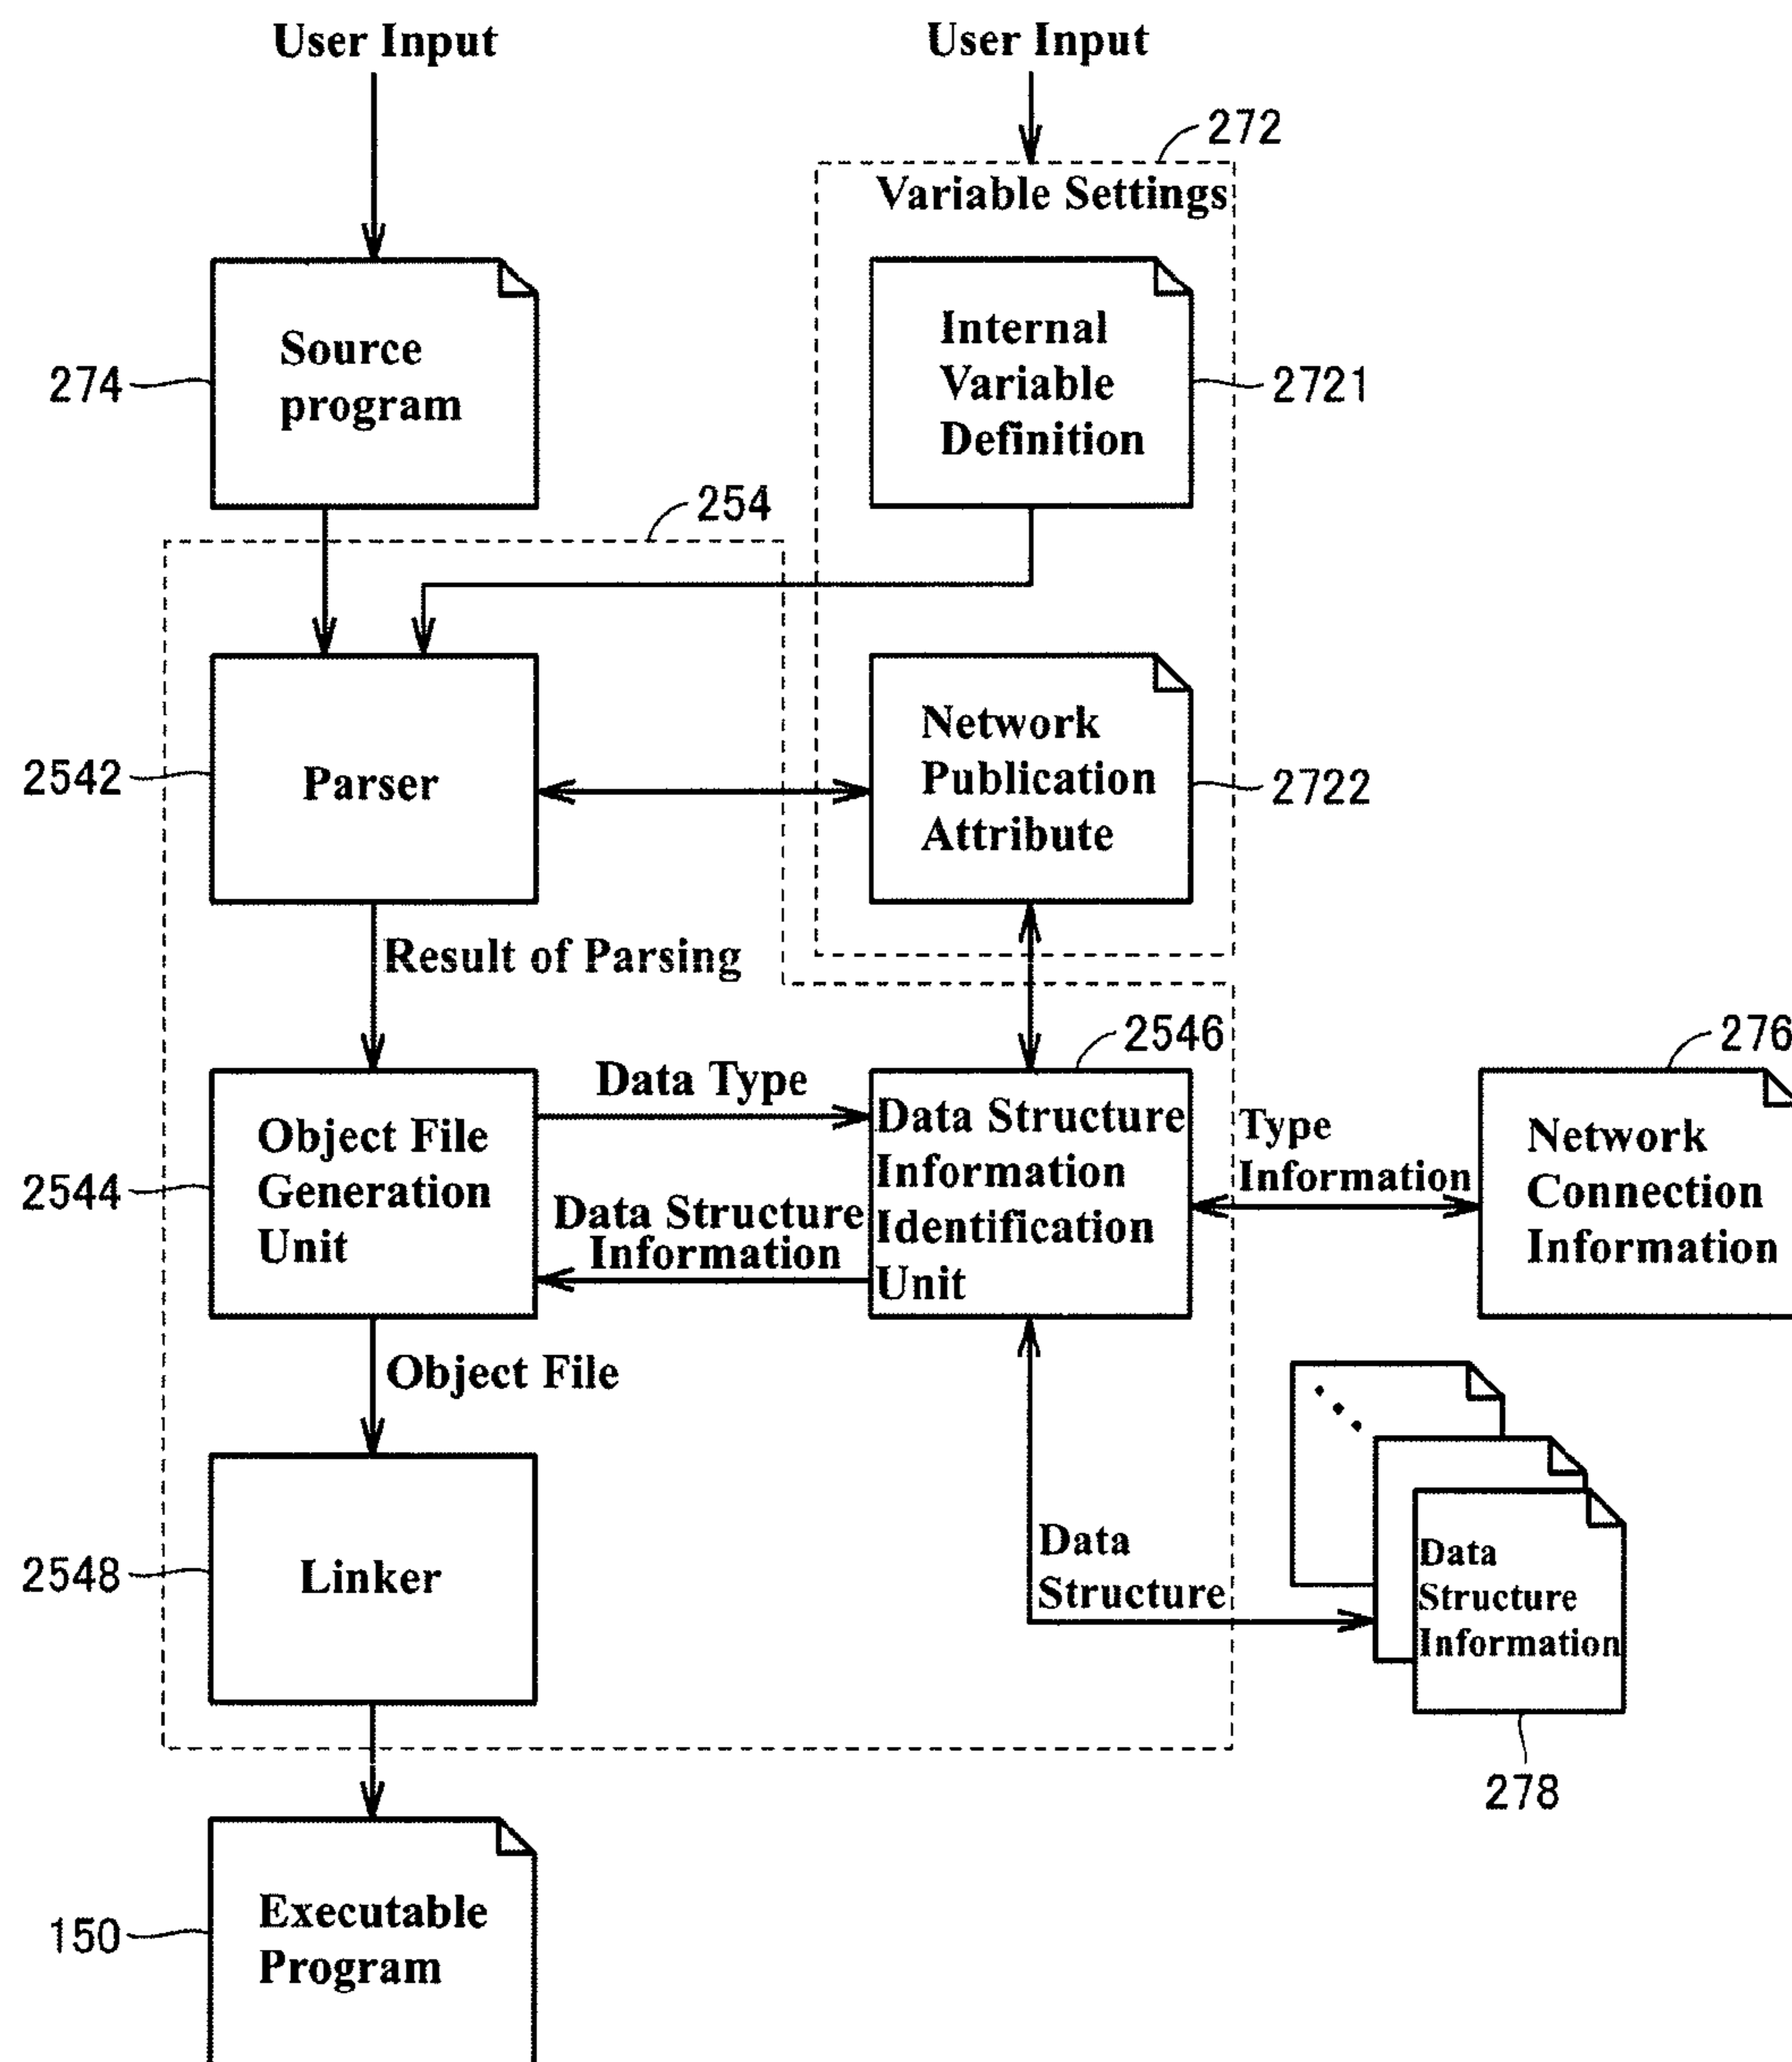 User Input
User Input
272
Variable Settings
Source
program
274
Internal
Variable
Definition
2721
254
Parser
2542
Network
Publication
Attribute
2722
Result of Parsing
2546
276
Object File
Generation
Unit
2544
Data Type
Data Structure
Information
Data Structure
Information
Identification
Unit
Type
Information
Network
Connection
Information
Object File
Linker
2548
Data
Structure
Data
Structure
Information
278
Executable
Program
150